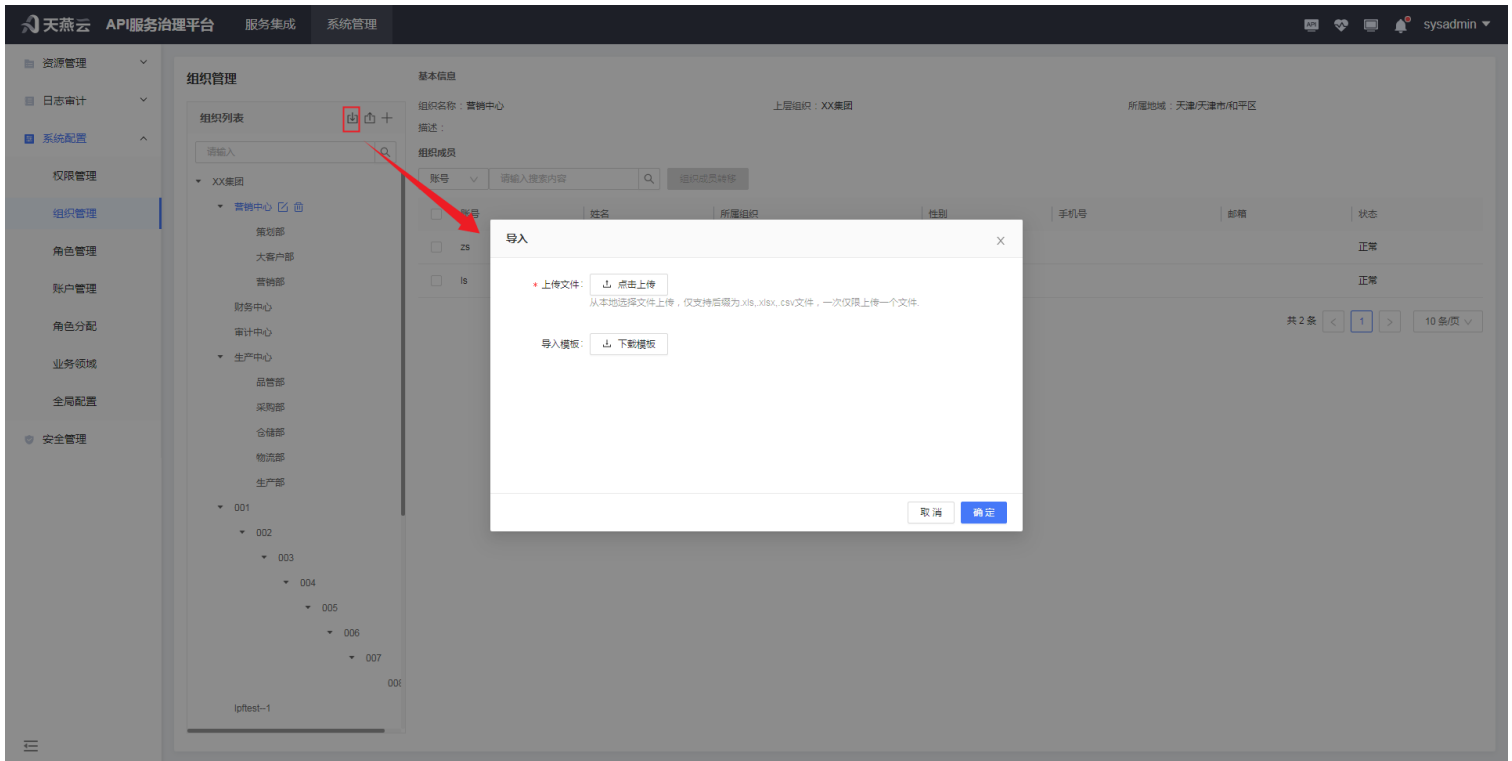 天燕云 API服务治理平台 服务集成 系统管理 API sysadmin
资源管理
日志审计
系统配置
权限管理
组织管理
角色管理
账户管理
角色分配
业务领域
全局配置
安全管理
组织管理
组织列表
请输入
XX集团
营销中心
策划部
大客户部
营销部
财务中心
审计中心
生产中心
品管部
采购部
仓储部
物流部
生产部
001
002
003
004
005
006
007
008
lpftest--1
基本信息
组织名称：营销中心 上层组织：XX集团 所属地域：天津/天津市/和平区
描述：
组织成员
账号 请输入搜索内容 组织成员转移
账号 姓名 所属组织 性别 手机号 邮箱 状态
zs 正常
ls 正常
共 2 条 < 1 > 10 条/页
导入
* 上传文件: 点击上传
从本地选择文件上传，仅支持后缀为.xls,.xlsx,.csv文件，一次仅限上传一个文件.
导入模板: 下载模板
取 消 确 定